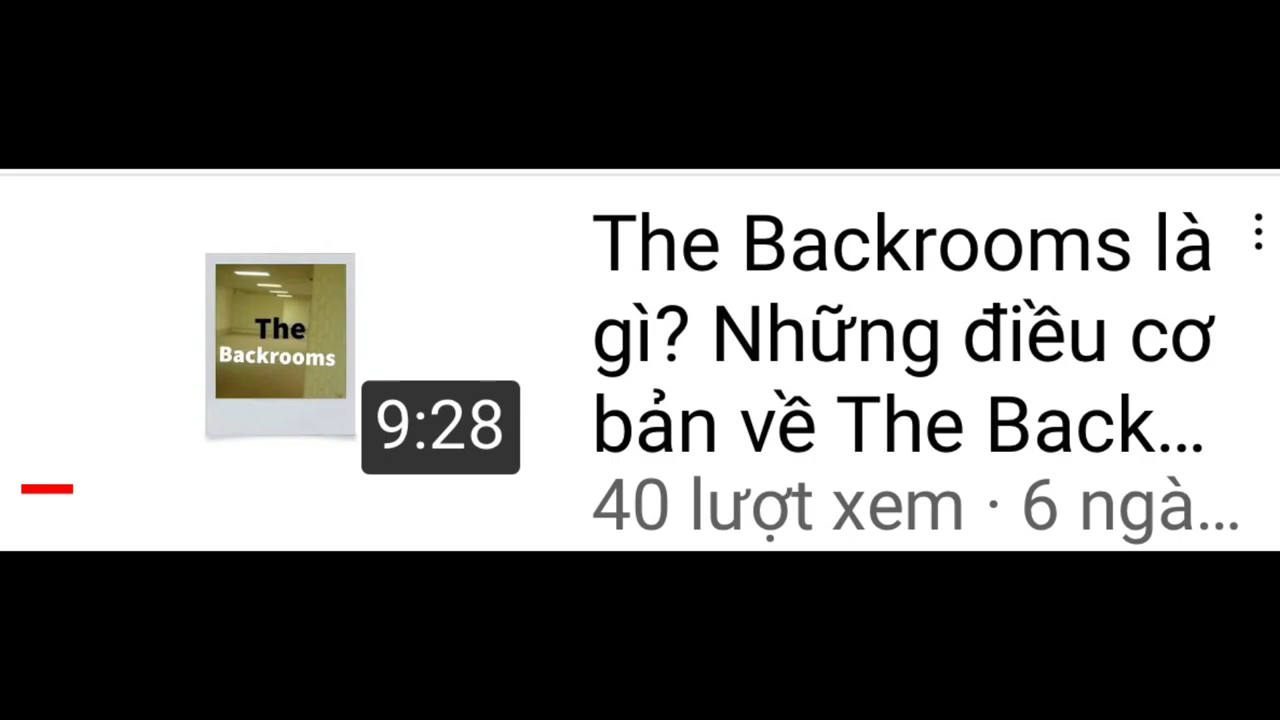 The
Backrooms
9:28
The Backrooms là
gì? Những điều cơ
bản về The Back...
40 lượt xem · 6 ngà...